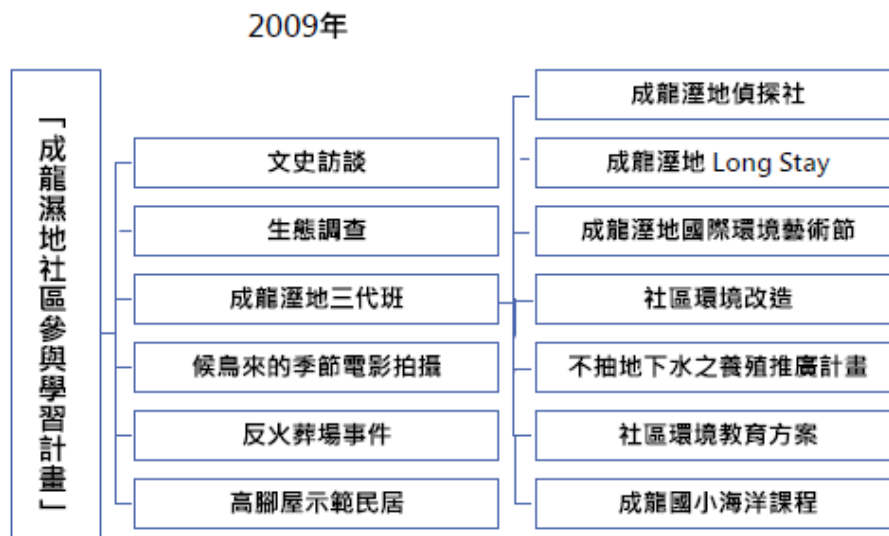 2009年
「成龍濕地社區參與學習計畫」
文史訪談
生態調查
成龍溼地三代班
候鳥來的季節電影拍攝
反火葬場事件
高腳屋示範民居
成龍溼地偵探社
成龍溼地 Long Stay
成龍溼地國際環境藝術節
社區環境改造
不抽地下水之養殖推廣計畫
社區環境教育方案
成龍國小海洋課程